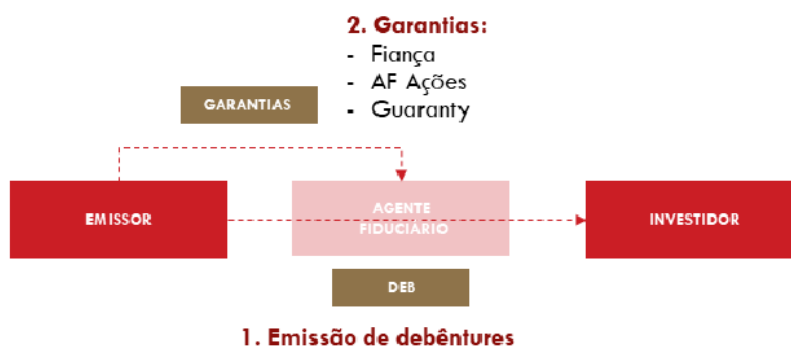 2. Garantias:
- Fiança
- AF Ações
- Guaranty
GARANTIAS
EMISSOR
AGENTE
FIDUCIÁRIO
INVESTIDOR
DEB
1. Emissão de debêntures